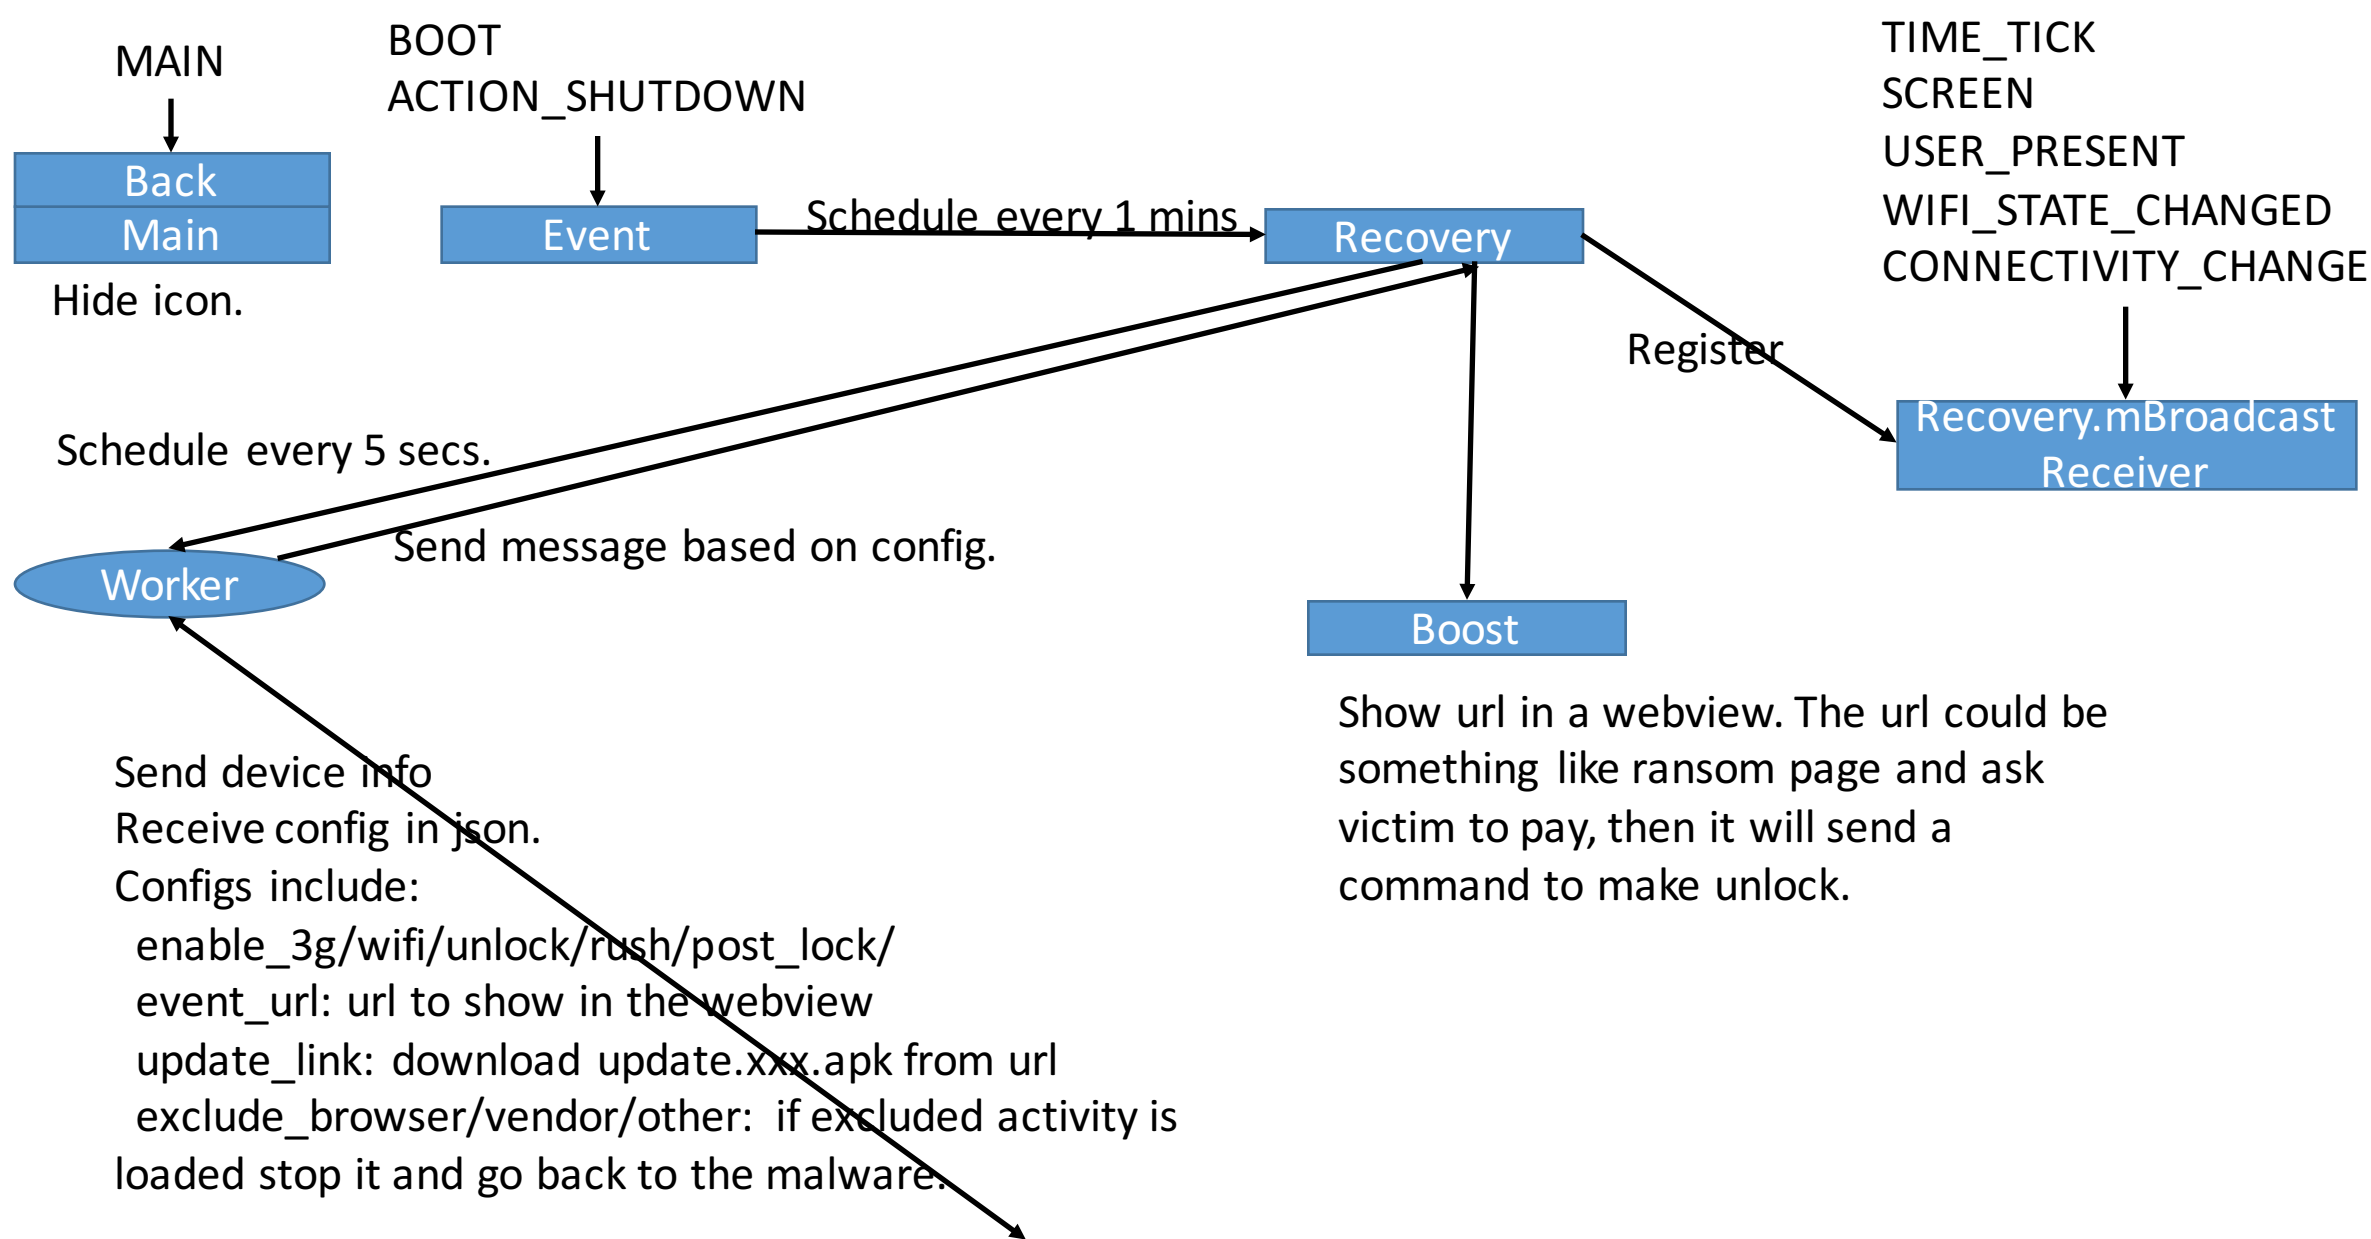 MAIN
BOOT
ACTION_SHUTDOWN
TIME_TICK
SCREEN
USER_PRESENT
WIFI_STATE_CHANGED
CONNECTIVITY_CHANGE
Back
Main
Hide icon.
Event
Schedule every 1 mins
Recovery
Register
Recovery.mBroadcast
Receiver
Schedule every 5 secs.
Send message based on config.
Worker
Boost
Show url in a webview. The url could be
something like ransom page and ask
victim to pay, then it will send a
command to make unlock.
Send device info
Receive config in json.
Configs include:
enable_3g/wifi/unlock/rush/post_lock/
event_url: url to show in the webview
update_link: download update.xxx.apk from url
exclude_browser/vendor/other: if excluded activity is
loaded stop it and go back to the malware.